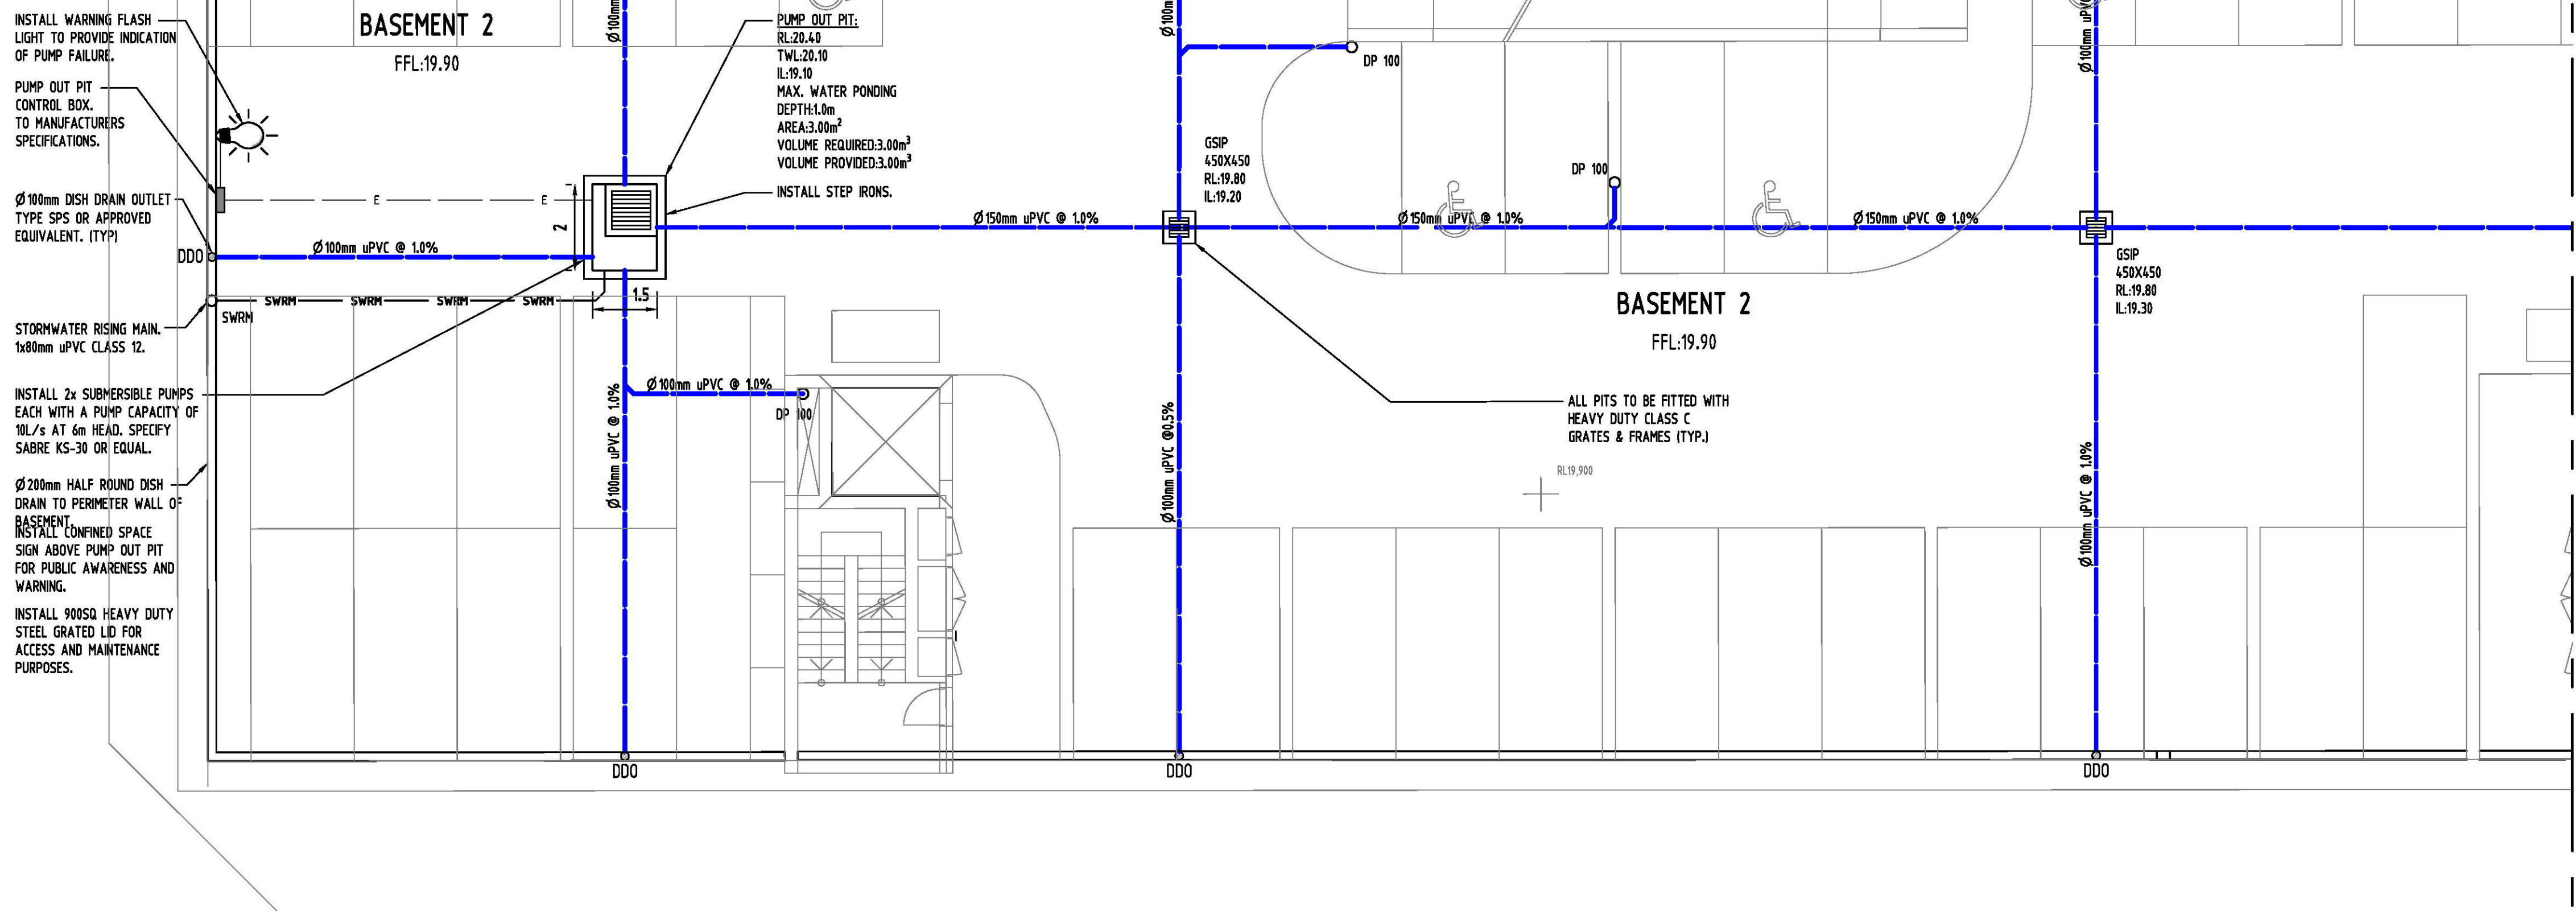 INSTALL WARNING FLASH
LIGHT TO PROVIDE INDICATION
OF PUMP FAILURE.
PUMP OUT PIT
CONTROL BOX.
TO MANUFACTURERS
SPECIFICATIONS.
Ø100mm DISH DRAIN OUTLET
TYPE SPS OR APPROVED
EQUIVALENT. (TYP)
STORMWATER RISING MAIN.
1x80mm uPVC CLASS 12.
INSTALL 2x SUBMERSIBLE PUMPS
EACH WITH A PUMP CAPACITY OF
10L/s AT 6m HEAD. SPECIFY
SABRE KS-30 OR EQUAL.
Ø200mm HALF ROUND DISH
DRAIN TO PERIMETER WALL OF
BASEMENT.
INSTALL CONFINED SPACE
SIGN ABOVE PUMP OUT PIT
FOR PUBLIC AWARENESS AND
WARNING.
INSTALL 900SQ HEAVY DUTY
STEEL GRATED LID FOR
ACCESS AND MAINTENANCE
PURPOSES.
BASEMENT 2
FFL:19.90
E
E
DDO
Ø100mm uPVC @ 1.0%
SWRM
SWRM
SWRM
SWRM
SWRM
2
1.5
Ø100mm
PUMP OUT PIT:
RL:20.40
TWL:20.10
IL:19.10
MAX. WATER PONDING
DEPTH:1.0m
AREA:3.00m²
VOLUME REQUIRED:3.00m³
VOLUME PROVIDED:3.00m³
INSTALL STEP IRONS.
Ø150mm uPVC @ 1.0%
Ø100mm uPVC @ 1.0%
Ø100mm uPVC @ 1.0%
DP 100
DDO
DP 100
GSIP
450X450
RL:19.80
IL:19.20
Ø100mm uPVC @0.5%
DDO
DP 100
Ø150mm uPVC @ 1.0%
Ø150mm uPVC @ 1.0%
BASEMENT 2
FFL:19.90
ALL PITS TO BE FITTED WITH
HEAVY DUTY CLASS C
GRATES & FRAMES (TYP.)
RL19,900
Ø100mm uPVC
GSIP
450X450
RL:19.80
IL:19.30
Ø100mm uPVC @ 1.0%
DDO